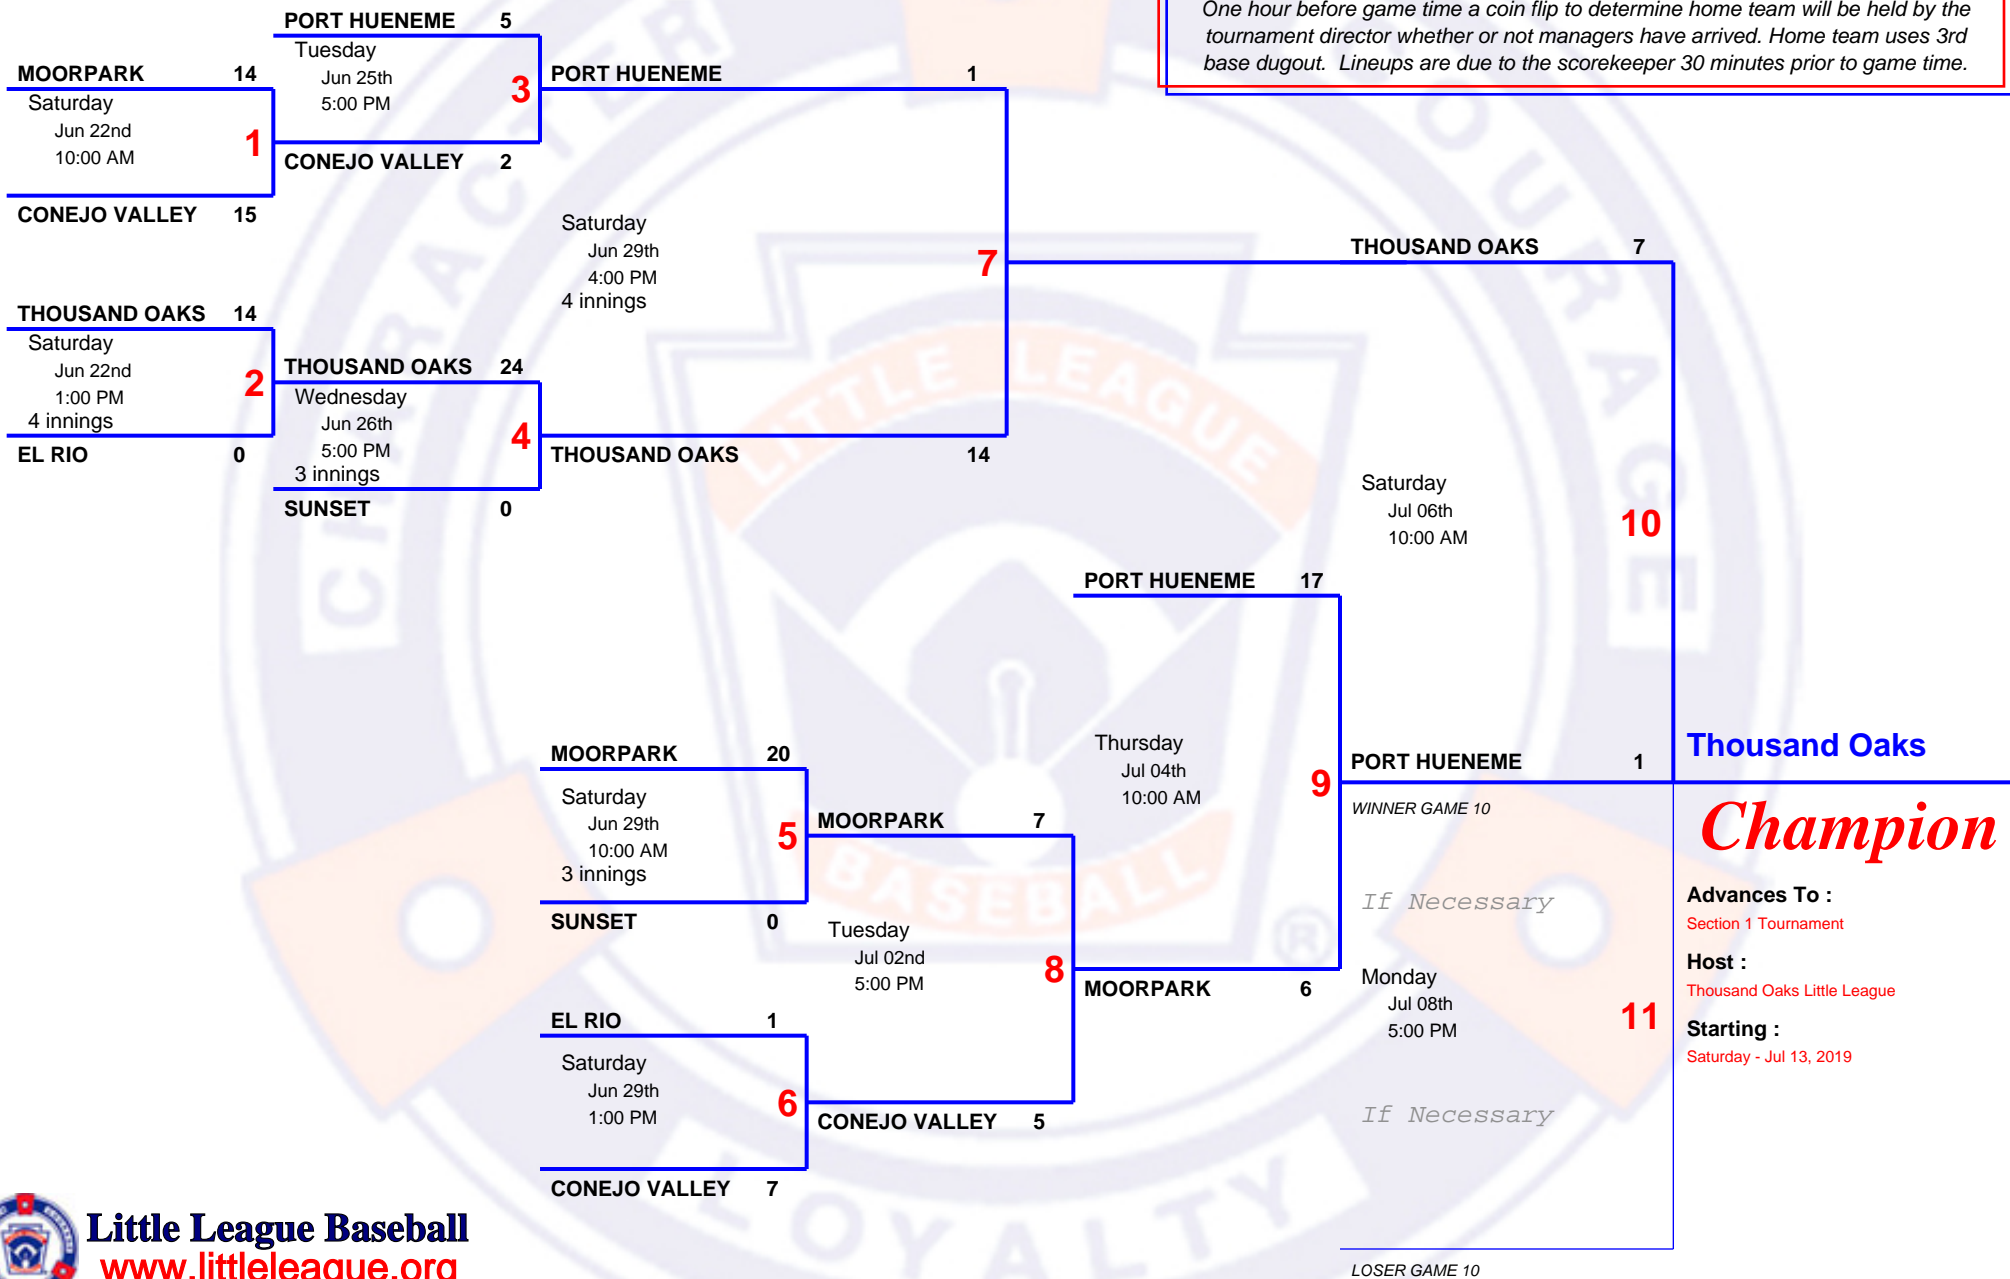 One hour before game time a coin flip to determine home team will be held by the
tournament director whether or not managers have arrived. Home team uses 3rd
base dugout. Lineups are due to the scorekeeper 30 minutes prior to game time.
MOORPARK 14
Saturday
Jun 22nd
10:00 AM
1
CONEJO VALLEY 15
THOUSAND OAKS 14
Saturday
Jun 22nd
1:00 PM
4 innings
2
EL RIO 0
PORT HUENEME 5
Tuesday
Jun 25th
5:00 PM
3
CONEJO VALLEY 2
THOUSAND OAKS 24
Wednesday
Jun 26th
5:00 PM
3 innings
4
SUNSET 0
PORT HUENEME 1
Saturday
Jun 29th
4:00 PM
4 innings
7
THOUSAND OAKS 14
MOORPARK 20
Saturday
Jun 29th
10:00 AM
3 innings
5
SUNSET 0
EL RIO 1
Saturday
Jun 29th
1:00 PM
6
CONEJO VALLEY 7
MOORPARK 7
Tuesday
Jul 02nd
5:00 PM
8
CONEJO VALLEY 5
PORT HUENEME 17
Thursday
Jul 04th
10:00 AM
9
MOORPARK 6
THOUSAND OAKS 7
Saturday
Jul 06th
10:00 AM
10
PORT HUENEME 1
WINNER GAME 10
If Necessary
Monday
Jul 08th
5:00 PM
11
If Necessary
LOSER GAME 10
Thousand Oaks
Champion
Advances To :
Section 1 Tournament
Host :
Thousand Oaks Little League
Starting :
Saturday - Jul 13, 2019
Little League Baseball
www.littleleague.org
CHARACTER
COURAGE
LOYALTY
LITTLE LEAGUE
BASEBALL
®